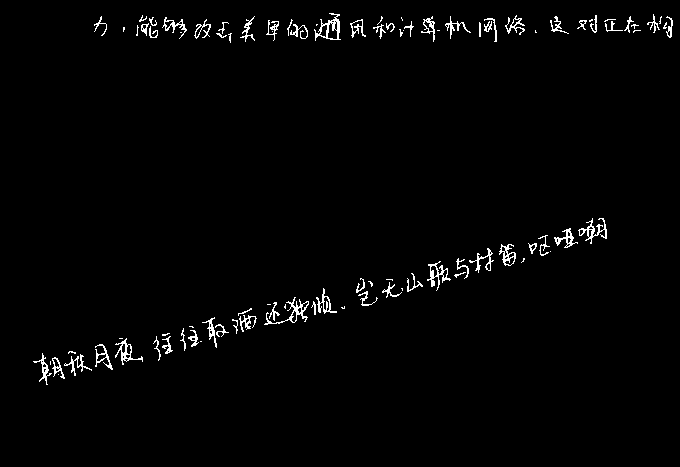 力，能够攻击美军的通讯和计算机网络，这对正在构
朝秋月夜，往往取酒还独倾，岂无山歌与村笛，呕哑嘲